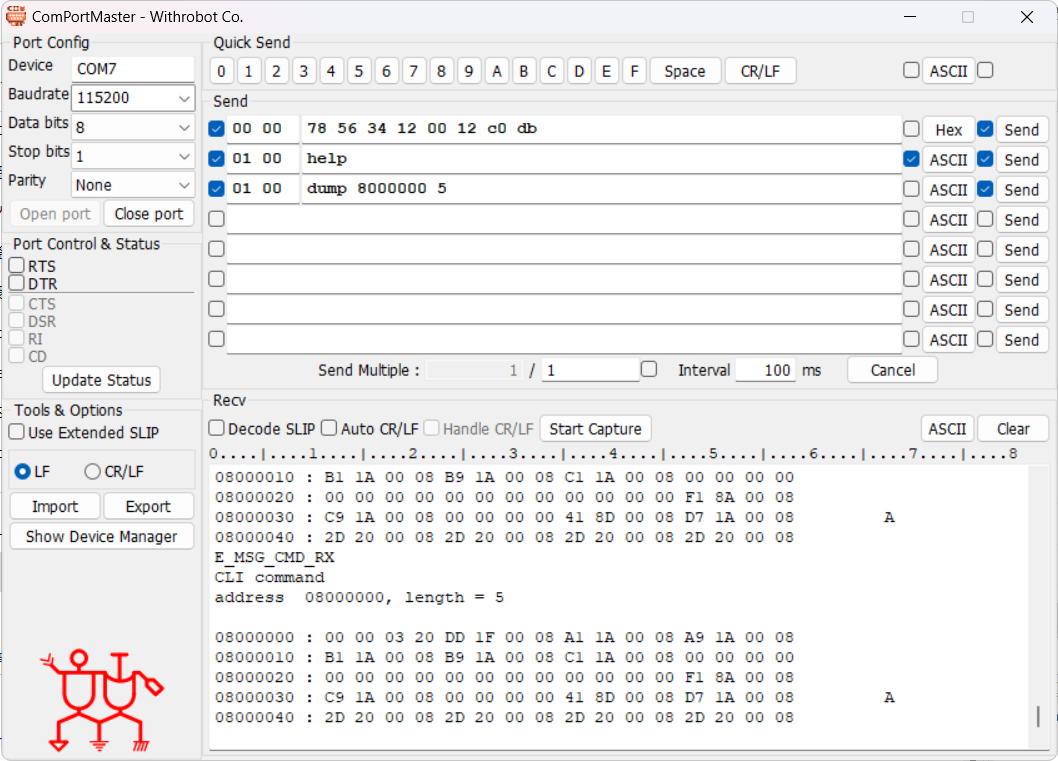 ComPortMaster - Withrobot Co.
Port Config
Device COM7
Baudrate 115200
Data bits 8
Stop bits 1
Parity None
Open port Close port
Port Control & Status
RTS
DTR
CTS
DSR
RI
CD
Update Status
Tools & Options
Use Extended SLIP
LF CR/LF
Import Export
Show Device Manager
Quick Send
0 1 2 3 4 5 6 7 8 9 A B C D E F Space CR/LF ASCII
Send
00 00 78 56 34 12 00 12 c0 db Hex Send
01 00 help ASCII Send
01 00 dump 8000000 5 ASCII Send
ASCII Send
ASCII Send
ASCII Send
ASCII Send
ASCII Send
Send Multiple : 1 / 1 Interval 100 ms Cancel
Recv
Decode SLIP Auto CR/LF Handle CR/LF Start Capture ASCII Clear
0....|....1....|....2....|....3....|....4....|....5....|....6....|....7....|....8
08000010 : B1 1A 00 08 B9 1A 00 08 C1 1A 00 08 00 00 00 00
08000020 : 00 00 00 00 00 00 00 00 00 00 00 00 F1 8A 00 08
08000030 : C9 1A 00 08 00 00 00 00 41 8D 00 08 D7 1A 00 08 A
08000040 : 2D 20 00 08 2D 20 00 08 2D 20 00 08 2D 20 00 08
E_MSG_CMD_RX
CLI command
address 08000000, length = 5
08000000 : 00 00 03 20 DD 1F 00 08 A1 1A 00 08 A9 1A 00 08
08000010 : B1 1A 00 08 B9 1A 00 08 C1 1A 00 08 00 00 00 00
08000020 : 00 00 00 00 00 00 00 00 00 00 00 00 F1 8A 00 08
08000030 : C9 1A 00 08 00 00 00 00 41 8D 00 08 D7 1A 00 08 A
08000040 : 2D 20 00 08 2D 20 00 08 2D 20 00 08 2D 20 00 08